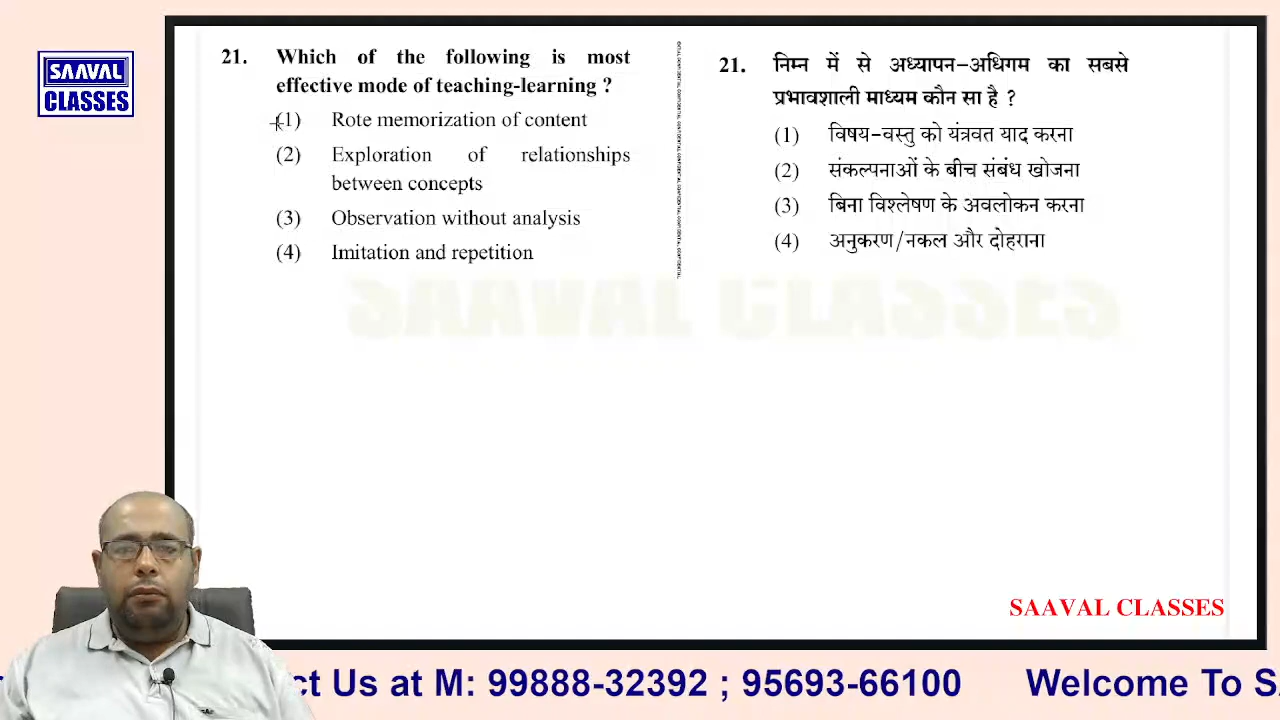 SAAVAL
CLASSES
21. Which of the following is most
effective mode of teaching-learning ?
(1) Rote memorization of content
(2) Exploration of relationships
between concepts
(3) Observation without analysis
(4) Imitation and repetition
21. निम्न में से अध्यापन-अधिगम का सबसे
प्रभावशाली माध्यम कौन सा है ?
(1) विषय-वस्तु को यंत्रवत याद करना
(2) संकल्पनाओं के बीच संबंध खोजना
(3) बिना विश्लेषण के अवलोकन करना
(4) अनुकरण/नकल और दोहराना
SAAVAL CLASSES
ct Us at M: 99888-32392 ; 95693-66100 Welcome To SA